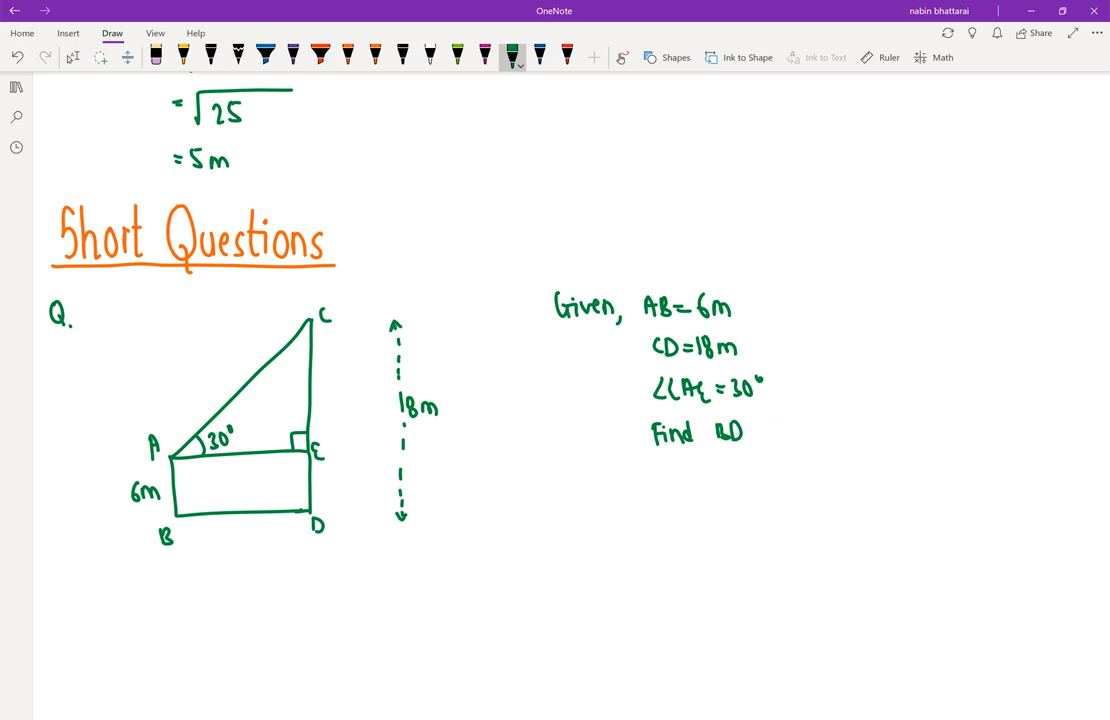 OneNote
nabin bhattarai
Home Insert Draw View Help
Share
Shapes Ink to Shape Ink to Text Ruler Math
= √25
= 5m
Short Questions
Q.
C
18m
A 30° E
6m
B D
Given, AB = 6m
CD = 18m
∠CAE = 30°
Find BD